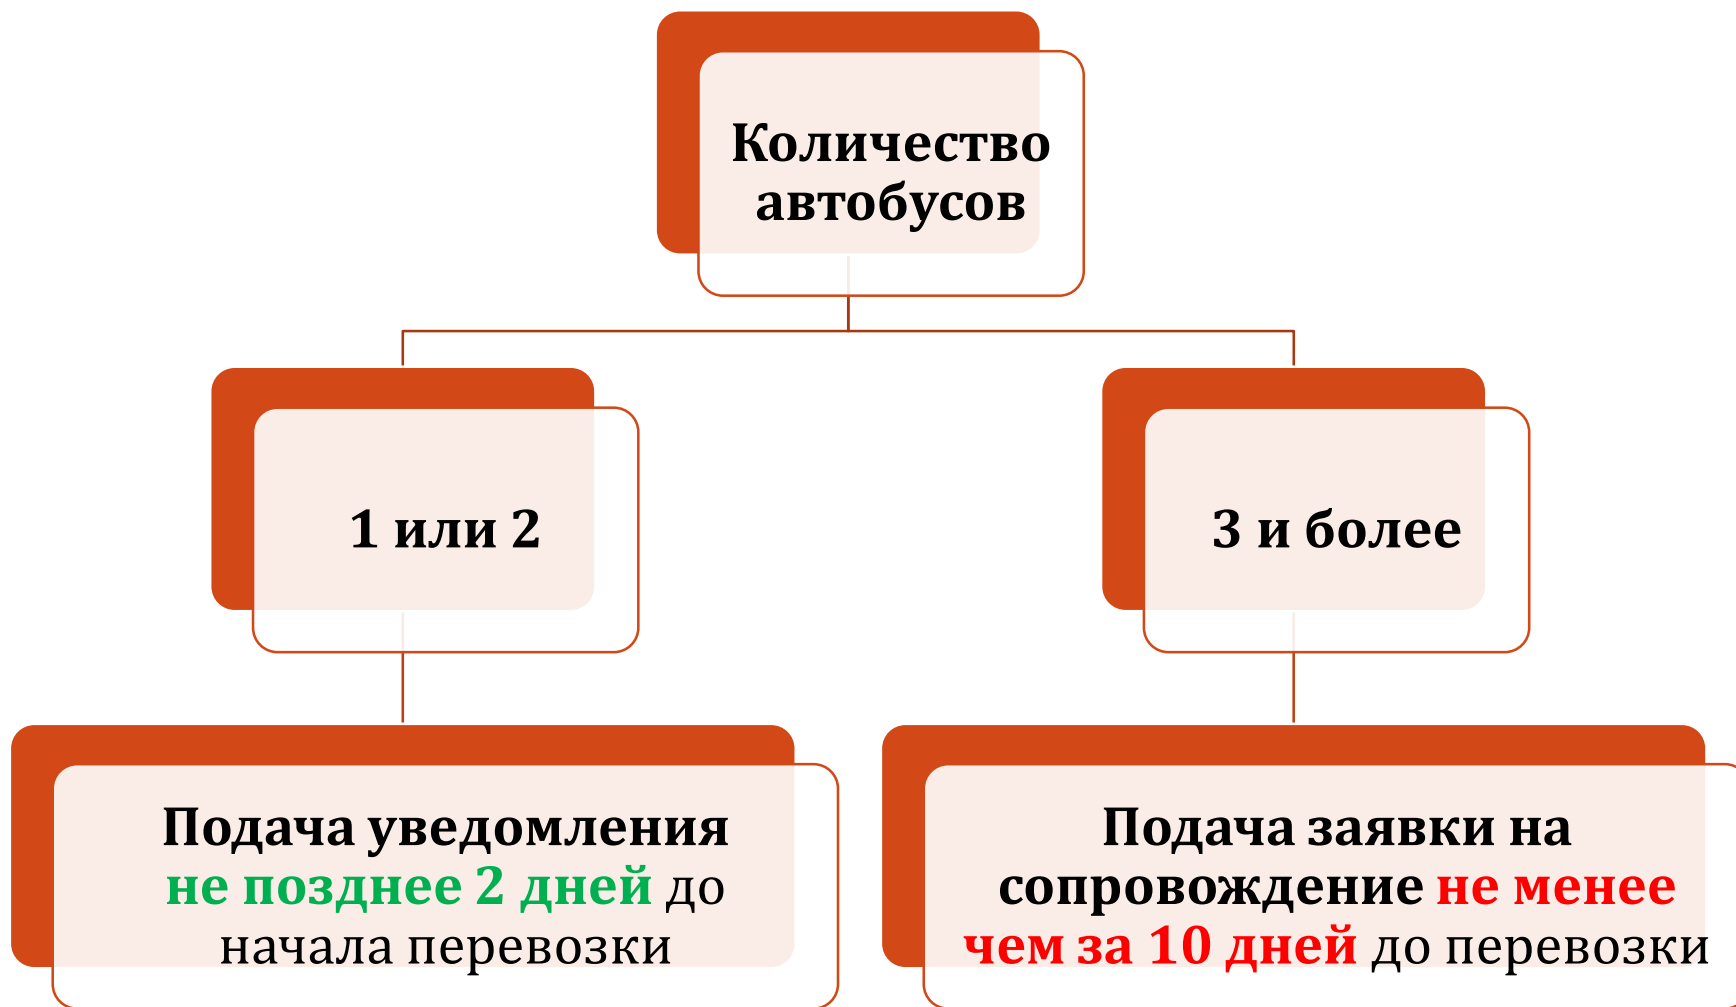 Количество
автобусов
1 или 2
3 и более
Подача уведомления
не позднее 2 дней до
начала перевозки
Подача заявки на
сопровождение не менее
чем за 10 дней до перевозки